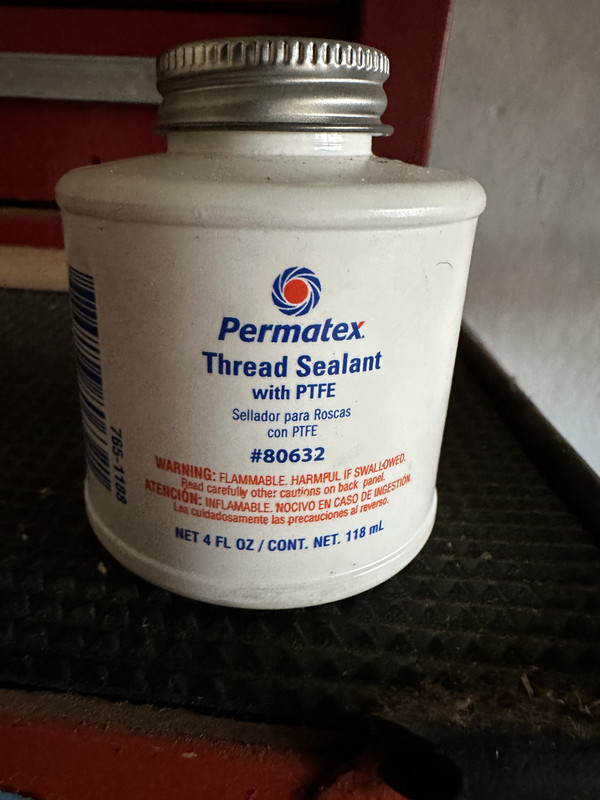 Permatex
Thread Sealant
with PTFE
Sellador para Roscas
con PTFE
#80632
WARNING: FLAMMABLE. HARMFUL IF SWALLOWED.
Read carefully other cautions on back panel.
ATENCIÓN: INFLAMABLE. NOCIVO EN CASO DE INGESTIÓN.
Lea cuidadosamente las precauciones al reverso.
NET 4 FL OZ / CONT. NET. 118 mL
765-1188